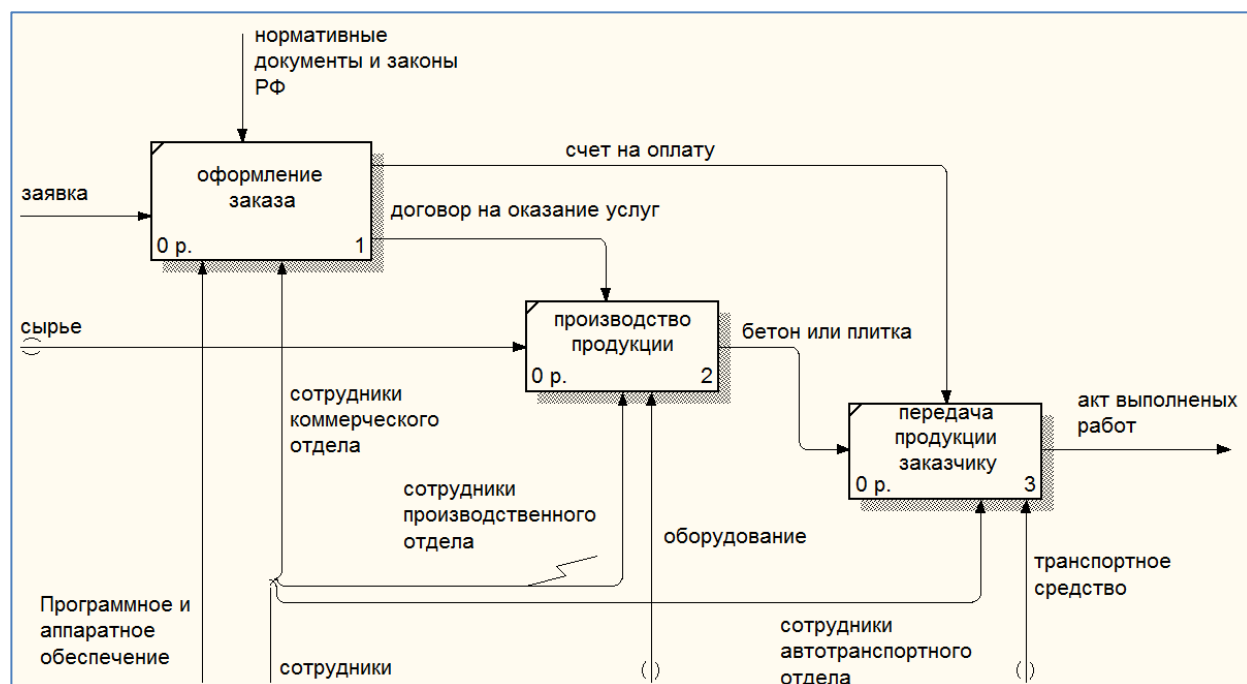 нормативные
документы и законы
РФ
счет на оплату
оформление
заказа
заявка
договор на оказание услуг
0 р. 1
сырье
производство
продукции
бетон или плитка
0 р. 2
сотрудники
коммерческого
отдела
передача
продукции
заказчику
0 р. 3
акт выполненых
работ
сотрудники
производственного
отдела
оборудование
транспортное
средство
Программное и
аппаратное
обеспечение
сотрудники
сотрудники
автотранспортного
отдела